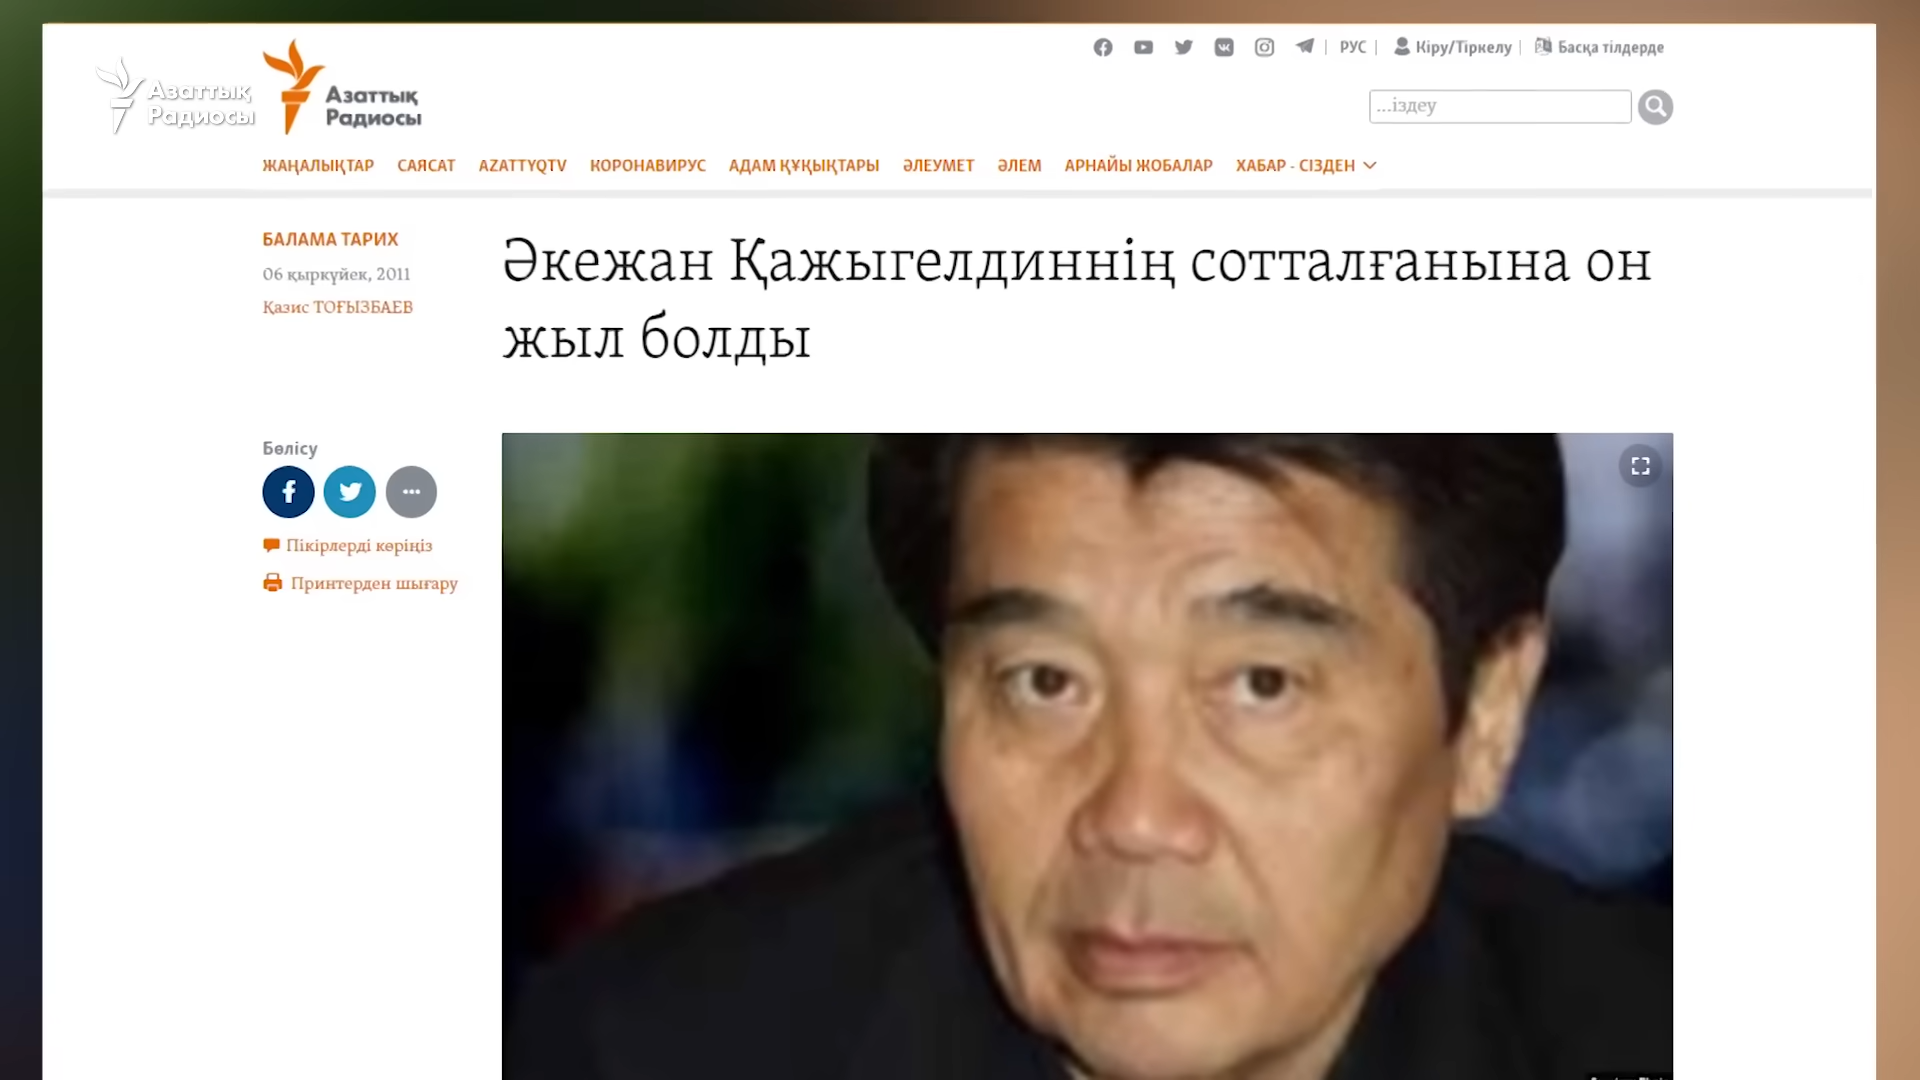 Азаттық
Радиосы
Азаттық
Радиосы
РУС
Кіру/Тіркелу
Басқа тілдерде
...іздеу
ЖАҢАЛЫҚТАР САЯСАТ AZATTYQTV КОРОНАВИРУС АДАМ ҚҰҚЫҚТАРЫ ӘЛЕУМЕТ ӘЛЕМ АРНАЙЫ ЖОБАЛАР ХАБАР - СІЗДЕН
БАЛАМА ТАРИХ
06 қыркүйек, 2011
Қазис ТОҒЫЗБАЕВ
Әкежан Қажыгелдиннің сотталғанына он
жыл болды
Бөлісу
Пікірлерді көріңіз
Принтерден шығару